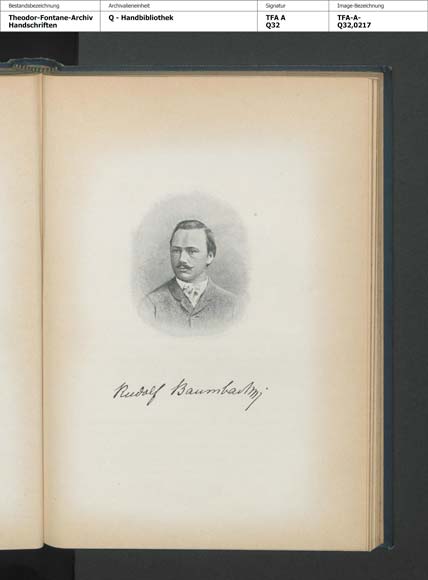 Bestandsbezeichnung
Theodor-Fontane-Archiv
Handschriften
Archivalieneinheit
Q - Handbibliothek
Signatur
TFA A
Q32
Image-Bezeichnung
TFA-A-
Q32,0217
Rudolf Baumbach